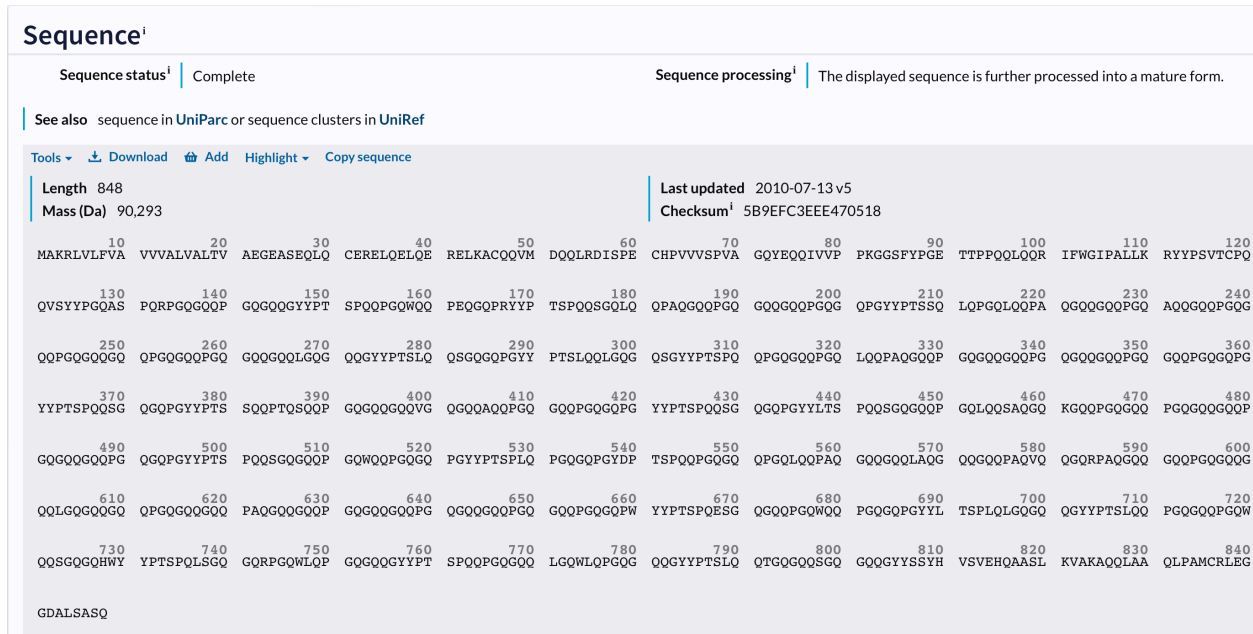 Sequence i
Sequence status i Complete Sequence processing i The displayed sequence is further processed into a mature form.
See also sequence in UniParc or sequence clusters in UniRef
Tools Download Add Highlight Copy sequence
Length 848 Last updated 2010-07-13 v5
Mass (Da) 90,293 Checksum i 5B9EFC3EEE470518
10 20 30 40 50 60 70 80 90 100 110 120
MAKRLVLFVA VVVALVALTV AEGEASEQLQ CERELQELQE RELKACQQVM DQQLRDISPE CHPVVVSPVA GQYEQQIVVP PKGGSFYPGE TTPPQQLQQR IFWGIPALLK RYYPSVTCPQ
130 140 150 160 170 180 190 200 210 220 230 240
QVSYYPGQAS PQRPGQGQQP GQGQQGYYPT SPQQPGQWQQ PEQGQPRYYP TSPQQSGQLQ QPAQGQQPGQ GQQGQQPGQG QPGYYPTSSQ LQPGQLQQPA QGQQGQQPGQ AQQGQQPGQG
250 260 270 280 290 300 310 320 330 340 350 360
QQPGQGQQGQ QPGQGQQPGQ GQQGQQLGQG QQGYYPTSLQ QSGQGQPGYY PTSLQQLGQG QSGYYPTSPQ QPGQGQQPGQ LQQPAQGQQP GQGQQGQQPG QGQQGQQPGQ GQQPGQGQPG
370 380 390 400 410 420 430 440 450 460 470 480
YYPTSPQQSG QGQPGYYPTS SQQPTQSQQP GQGQQGQQVG QGQQAQQPGQ GQQPGQGQPG YYPTSPQQSG QGQPGYYLTS PQQSGQGQQP GQLQQSAQGQ KGQQPGQGQQ PGQGQQGQQP
490 500 510 520 530 540 550 560 570 580 590 600
GQGQQGQQPG QGQPGYYPTS PQQSGQGQQP GQWQQPGQGQ PGYYPTSPLQ PGQGQPGYDP TSPQQPGQGQ QPGQLQQPAQ GQQGQQLAQG QQGQQPAQVQ QGQRPAQGQQ GQQPGQGQQG
610 620 630 640 650 660 670 680 690 700 710 720
QQLGQGQQGQ QPGQGQQGQQ PAQGQQGQQP GQGQQGQQPG QGQQGQQPGQ GQQPGQGQPW YYPTSPQESG QGQQPGQWQQ PGQGQPGYYL TSPLQLGQGQ QGYYPTSLQQ PGQGQQPGQW
730 740 750 760 770 780 790 800 810 820 830 840
QQSGQGQHWY YPTSPQLSGQ GQRPGQWLQP GQGQQGYYPT SPQQPGQGQQ LGQWLQPGQG QQGYYPTSLQ QTGQGQQSGQ GQQGYYSSYH VSVEHQAASL KVAKAQQLAA QLPAMCRLEG
GDALSASQ